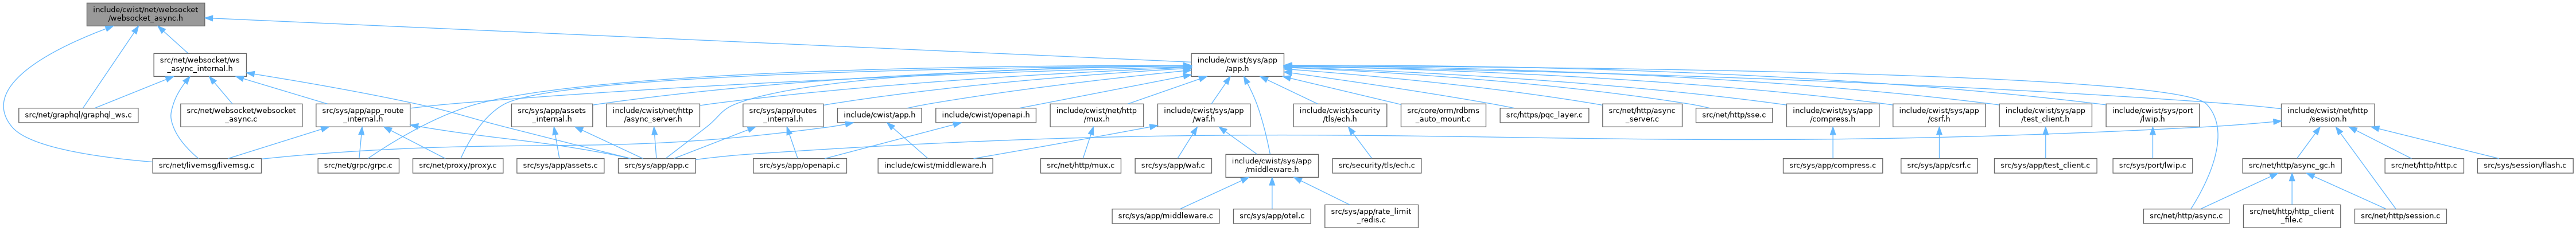 include/cwist/net/websocket
/websocket_async.h
src/net/websocket/ws
_async_internal.h
include/cwist/sys/app
/app.h
src/net/graphql/graphql_ws.c
src/net/websocket/websocket
_async.c
src/sys/app/app_route
_internal.h
src/sys/app/assets
_internal.h
include/cwist/net/http
/async_server.h
src/sys/app/routes
_internal.h
include/cwist/app.h
include/cwist/openapi.h
include/cwist/net/http
/mux.h
include/cwist/sys/app
/waf.h
include/cwist/security
/tls/ech.h
src/core/orm/rdbms
_auto_mount.c
src/https/pqc_layer.c
src/net/http/async
_server.c
src/net/http/sse.c
include/cwist/sys/app
/compress.h
include/cwist/sys/app
/csrf.h
include/cwist/sys/app
/test_client.h
include/cwist/sys/port
/lwip.h
include/cwist/net/http
/session.h
src/net/livemsg/livemsg.c
src/net/grpc/grpc.c
src/net/proxy/proxy.c
src/sys/app/assets.c
src/sys/app/app.c
src/sys/app/openapi.c
include/cwist/middleware.h
src/net/http/mux.c
src/sys/app/waf.c
include/cwist/sys/app
/middleware.h
src/security/tls/ech.c
src/sys/app/compress.c
src/sys/app/csrf.c
src/sys/app/test_client.c
src/sys/port/lwip.c
src/net/http/async_gc.h
src/net/http/http.c
src/sys/session/flash.c
src/sys/app/middleware.c
src/sys/app/otel.c
src/sys/app/rate_limit
_redis.c
src/net/http/async.c
src/net/http/http_client
_file.c
src/net/http/session.c